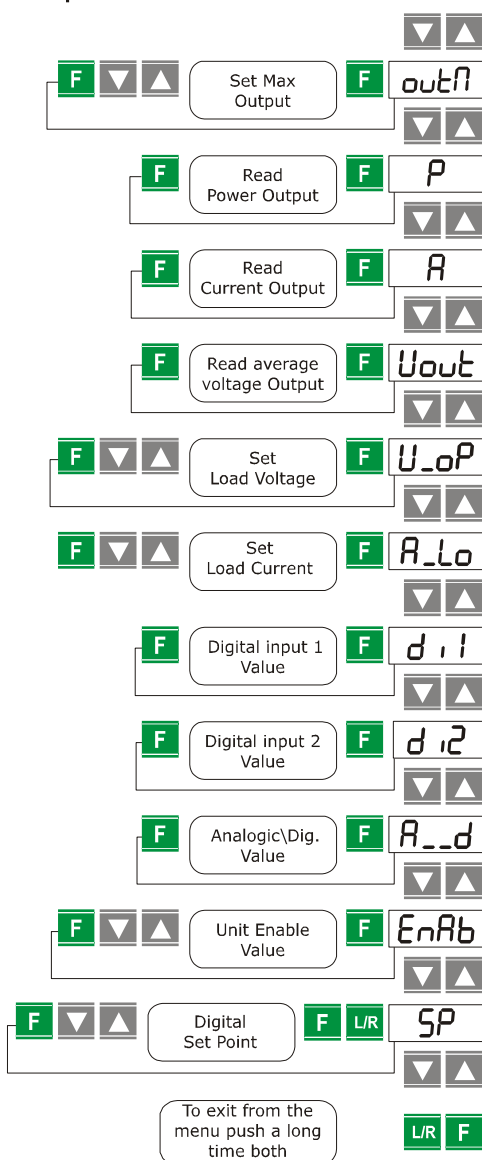 F Set Max F outM
Output
F Read F P
Power Output
F Read F A
Current Output
F Read average F Uout
voltage Output
F Set F U_oP
Load Voltage
F Set F A_Lo
Load Current
F Digital input 1 F di1
Value
F Digital input 2 F di2
Value
F Analogic\Dig. F A__d
Value
F Unit Enable F EnAb
Value
F Digital F L/R SP
Set Point
To exit from the
menu push a long L/R F
time both